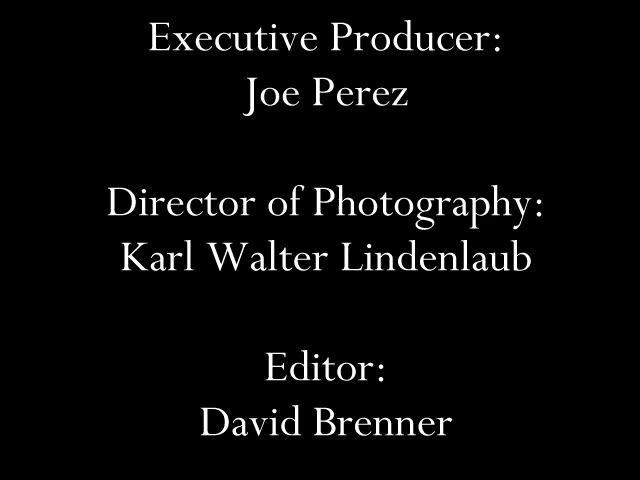 Executive Producer:
Joe Perez
Director of Photography:
Karl Walter Lindenlaub
Editor:
David Brenner